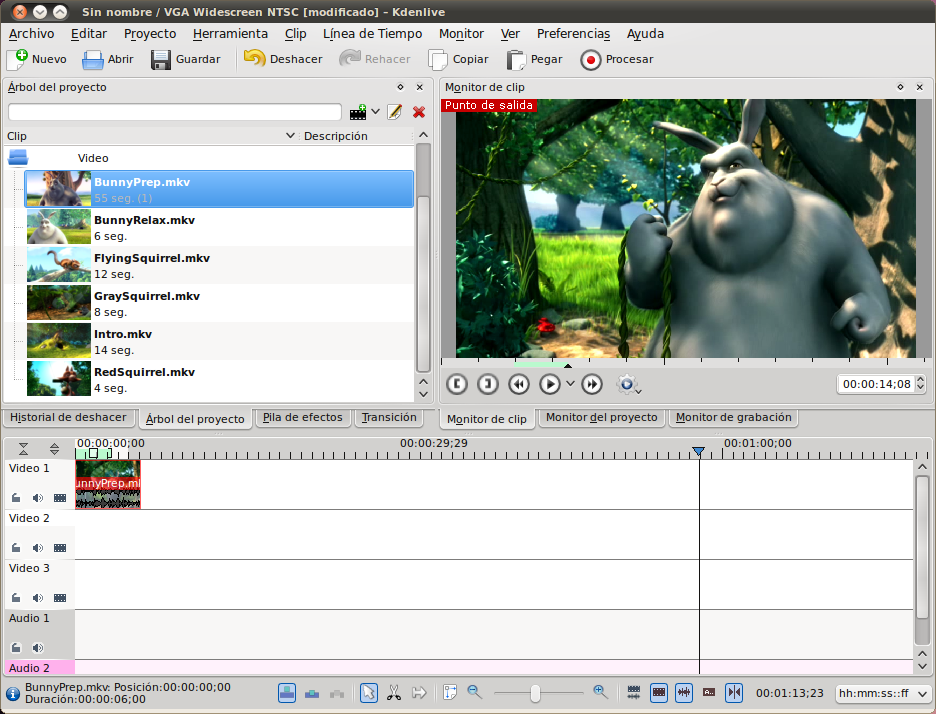 Sin nombre / VGA Widescreen NTSC [modificado] – Kdenlive
Archivo Editar Proyecto Herramienta Clip Línea de Tiempo Monitor Ver Preferencias Ayuda
Nuevo Abrir Guardar Deshacer Rehacer Copiar Pegar Procesar
Árbol del proyecto
Clip Descripción
Video
BunnyPrep.mkv
55 seg. (1)
BunnyRelax.mkv
6 seg.
FlyingSquirrel.mkv
12 seg.
GraySquirrel.mkv
8 seg.
Intro.mkv
14 seg.
RedSquirrel.mkv
4 seg.
Monitor de clip
Punto de salida
00:00:14;08
Historial de deshacer Árbol del proyecto Pila de efectos Transición
Monitor de clip Monitor del proyecto Monitor de grabación
00:00:00;00 00:00:29;29 00:01:00;00
Video 1
unnyPrep.ml
Video 2
Video 3
Audio 1
Audio 2
BunnyPrep.mkv: Posición:00:00:00;00
Duración:00:00:06;00
00:01:13;23 hh:mm:ss::ff